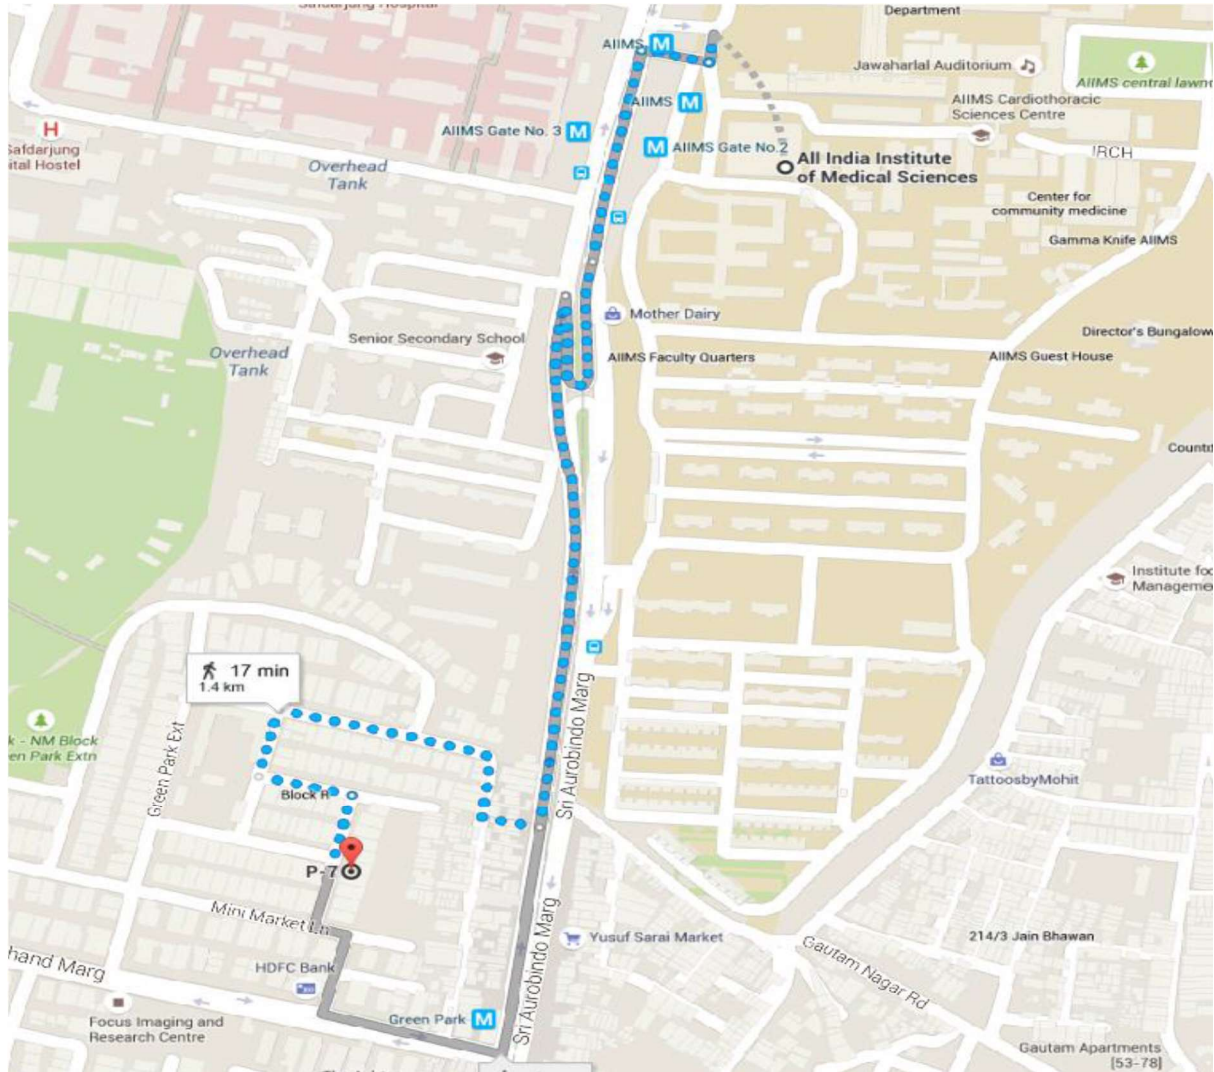 Safdarjung Hospital
Department
AIIMS
M
Jawaharlal Auditorium
AIIMS central lawn
AIIMS
M
AIIMS Cardiothoracic
Sciences Centre
H
Safdarjung
ital Hostel
AIIMS Gate No. 3
M
M
AIIMS Gate No.2
IRCH
Overhead
Tank
All India Institute
of Medical Sciences
Center for
community medicine
Gamma Knife AIIMS
Mother Dairy
Senior Secondary School
Director's Bungalow
Overhead
Tank
AIIMS Faculty Quarters
AIIMS Guest House
Institute for
Manageme
17 min
1.4 km
Sri Aurobindo Marg
Green Park Ext
k - NM Block
en Park Extn
TattoosbyMohit
Block R
P-7
Mini Market Ln
Sri Aurobindo Marg
Yusuf Sarai Market
214/3 Jain Bhawan
Gautam Nagar Rd
hand Marg
HDFC Bank
Focus Imaging and
Research Centre
Green Park
M
Gautam Apartments
[53-78]